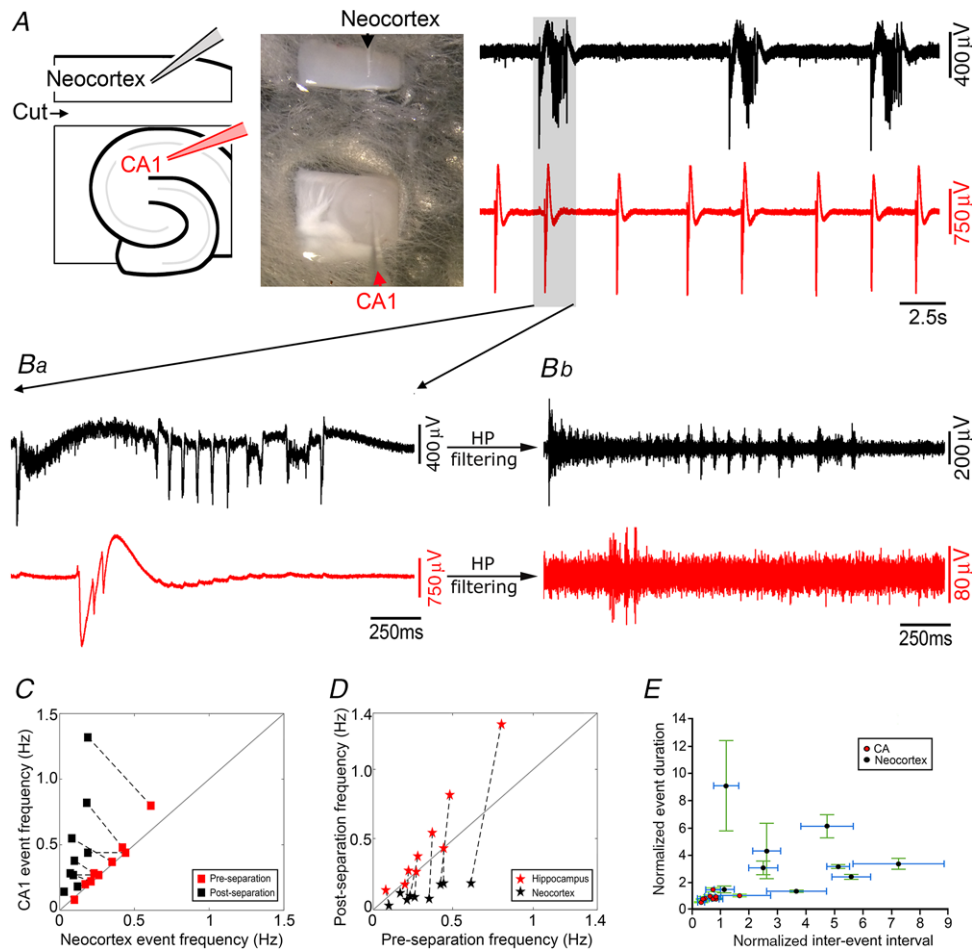 A
Neocortex
Neocortex
Cut
CA1
CA1
400 µV
750 µV
2.5s
Ba
Bb
400 µV
HP
filtering
200 µV
750 µV
HP
filtering
80 µV
250ms
250ms
C
CA1 event frequency (Hz)
1.5
1.0
0.5
0
0.5
1
1.5
Pre-separation
Post-separation
Neocortex event frequency (Hz)
D
Post-separation frequency (Hz)
1.4
1
0.5
0
0.5
1
1.4
Hippocampus
Neocortex
Pre-separation frequency (Hz)
E
Normalized event duration
14
12
10
8
6
4
2
0
0 1 2 3 4 5 6 7 8 9
CA
Neocortex
Normalized inter-event interval